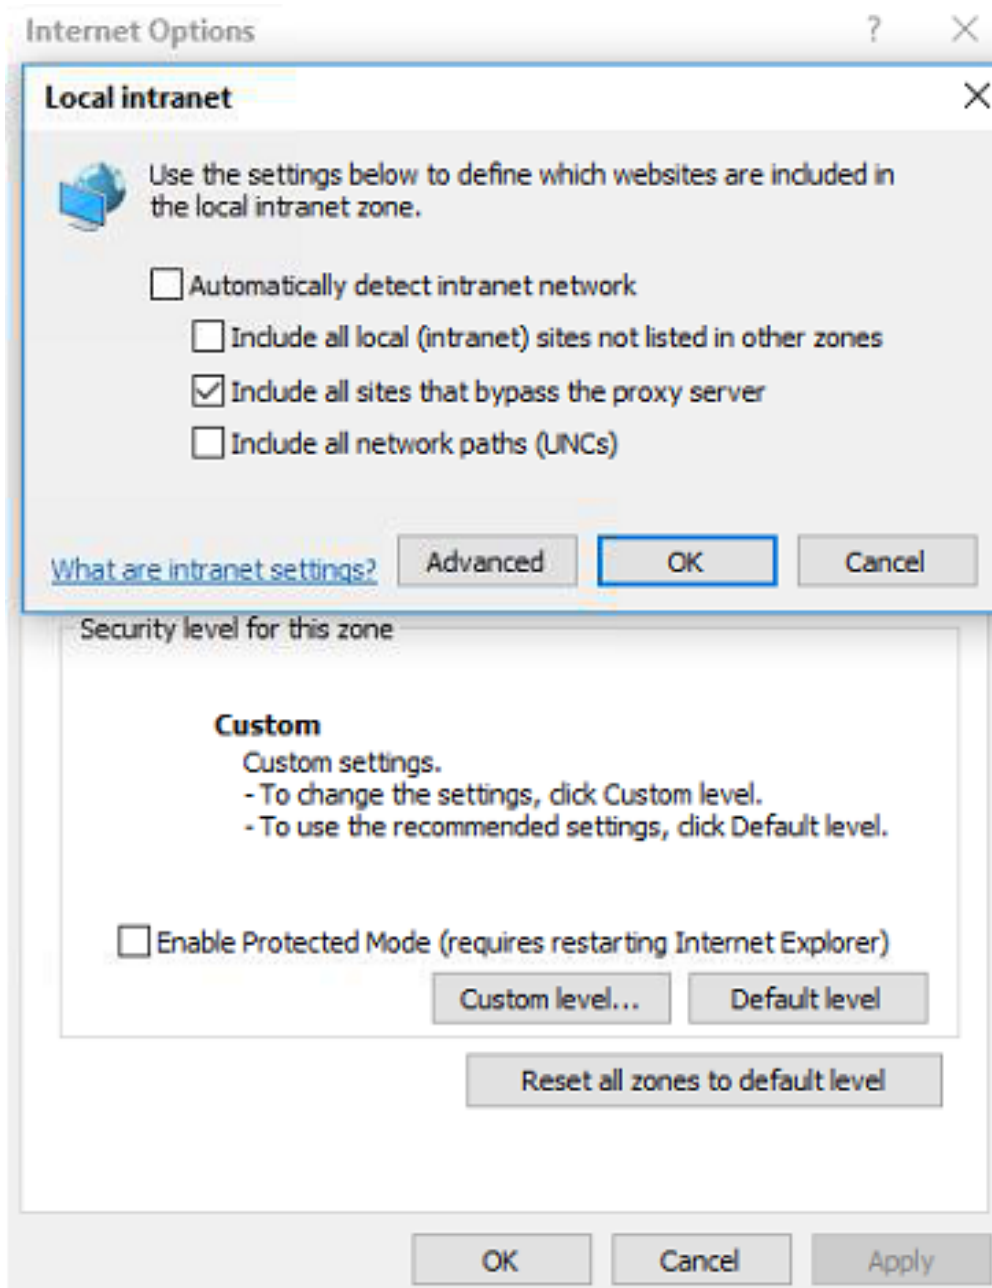 Internet Options
?
Local intranet
Use the settings below to define which websites are included in
the local intranet zone.
Automatically detect intranet network
Include all local (intranet) sites not listed in other zones
Include all sites that bypass the proxy server
Include all network paths (UNCs)
What are intranet settings?
Advanced
OK
Cancel
Security level for this zone
Custom
Custom settings.
- To change the settings, click Custom level.
- To use the recommended settings, click Default level.
Enable Protected Mode (requires restarting Internet Explorer)
Custom level...
Default level
Reset all zones to default level
OK
Cancel
Apply